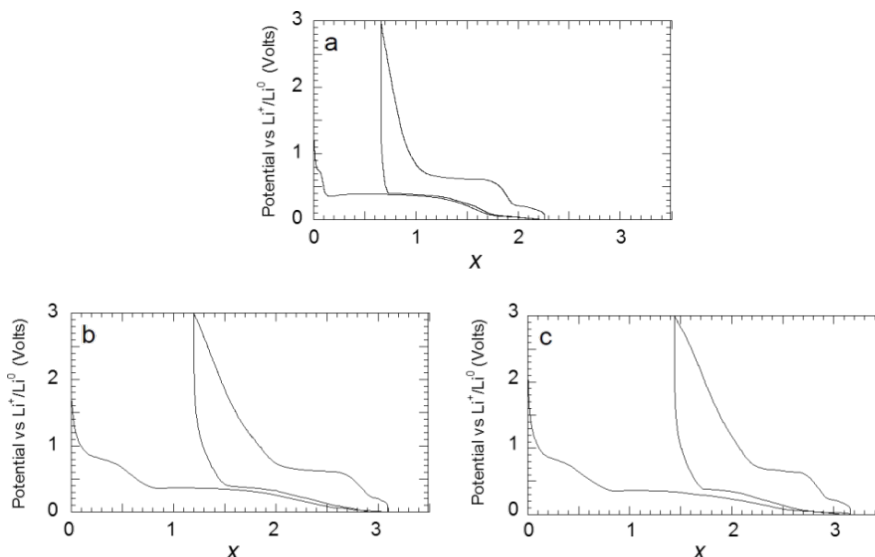 a
Potential vs Li⁺/Li⁰ (Volts)
3
2
1
0
0 1 2 3
x
b
Potential vs Li⁺/Li⁰ (Volts)
3
2
1
0
0 1 2 3
x
c
Potential vs Li⁺/Li⁰ (Volts)
3
2
1
0
0 1 2 3
x